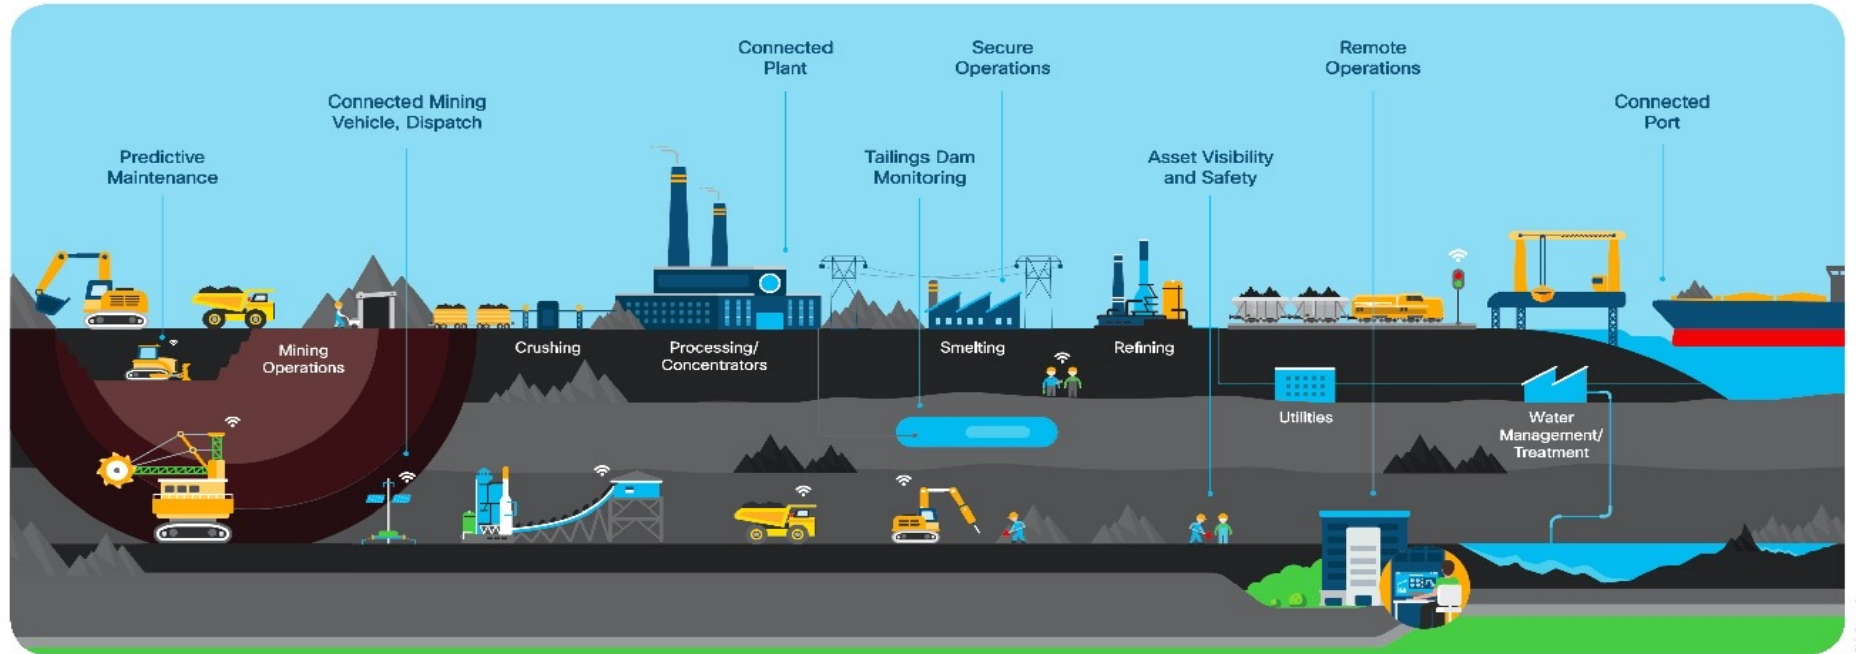 Connected
Plant
Secure
Operations
Remote
Operations
Connected Mining
Vehicle, Dispatch
Connected
Port
Predictive
Maintenance
Tailings Dam
Monitoring
Asset Visibility
and Safety
Mining
Operations
Crushing
Processing/
Concentrators
Smelting
Refining
Utilities
Water
Management/
Treatment